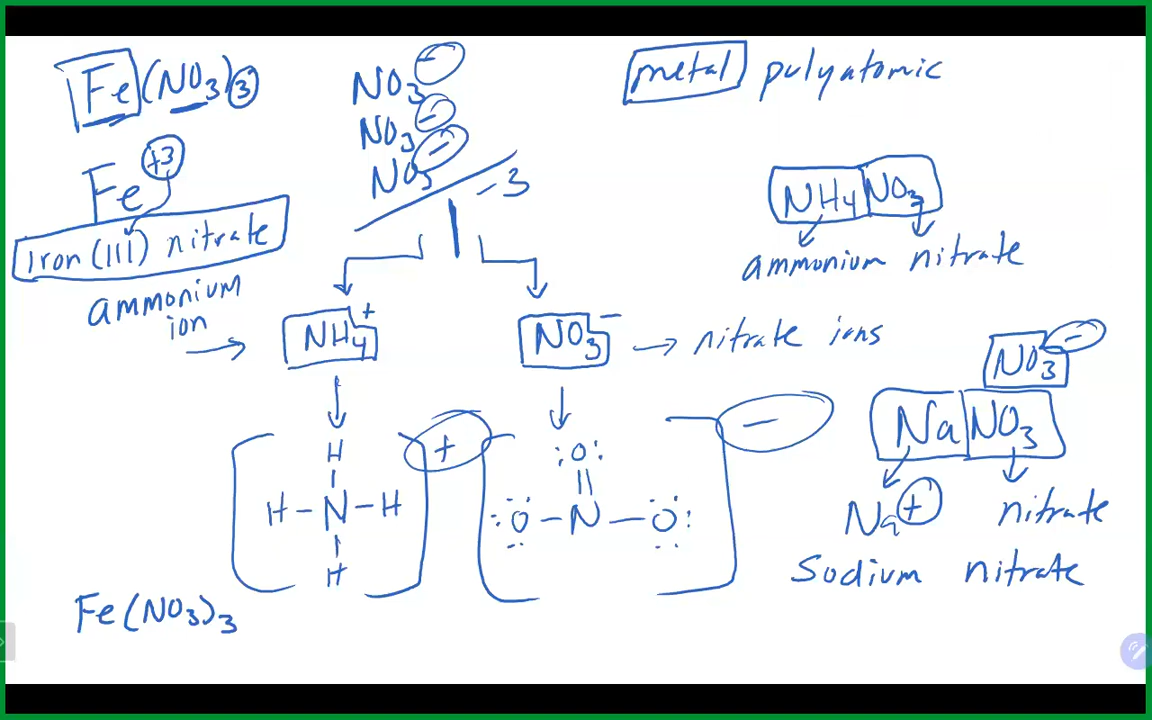 Fe(NO3)3
Fe+3
Iron (III) nitrate
ammonium
ion
NO3-
NO3-
NO3-
-3
metal polyatomic
NH4NO3
ammonium nitrate
NH4+
NO3-
nitrate ions
H
H-N-H
H
+
:O:
:O-N-O:
-
NO3-
NaNO3
Na+ nitrate
Sodium nitrate
Fe(NO3)3